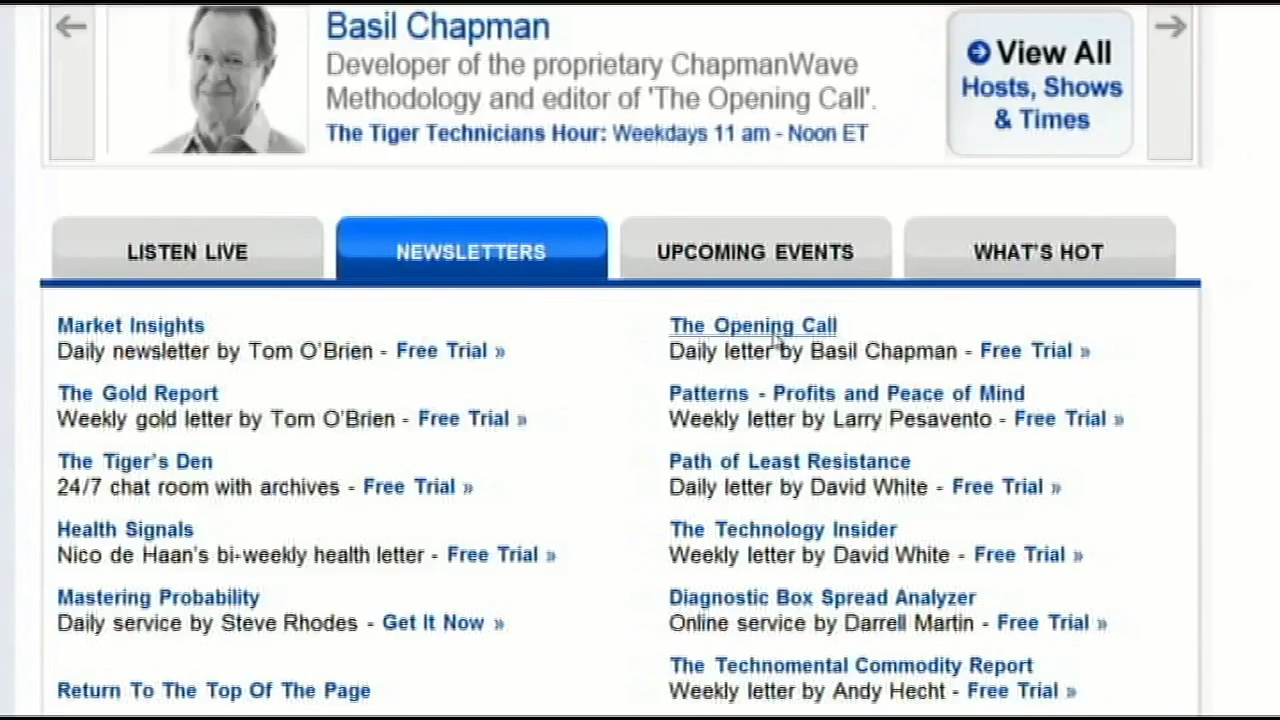 Basil Chapman
Developer of the proprietary ChapmanWave
Methodology and editor of 'The Opening Call'.
The Tiger Technicians Hour: Weekdays 11 am - Noon ET
View All
Hosts, Shows
& Times
LISTEN LIVE
NEWSLETTERS
UPCOMING EVENTS
WHAT'S HOT
Market Insights
Daily newsletter by Tom O'Brien - Free Trial »
The Gold Report
Weekly gold letter by Tom O'Brien - Free Trial »
The Tiger's Den
24/7 chat room with archives - Free Trial »
Health Signals
Nico de Haan's bi-weekly health letter - Free Trial »
Mastering Probability
Daily service by Steve Rhodes - Get It Now »
Return To The Top Of The Page
The Opening Call
Daily letter by Basil Chapman - Free Trial »
Patterns - Profits and Peace of Mind
Weekly letter by Larry Pesavento - Free Trial »
Path of Least Resistance
Daily letter by David White - Free Trial »
The Technology Insider
Weekly letter by David White - Free Trial »
Diagnostic Box Spread Analyzer
Online service by Darrell Martin - Free Trial »
The Technomental Commodity Report
Weekly letter by Andy Hecht - Free Trial »